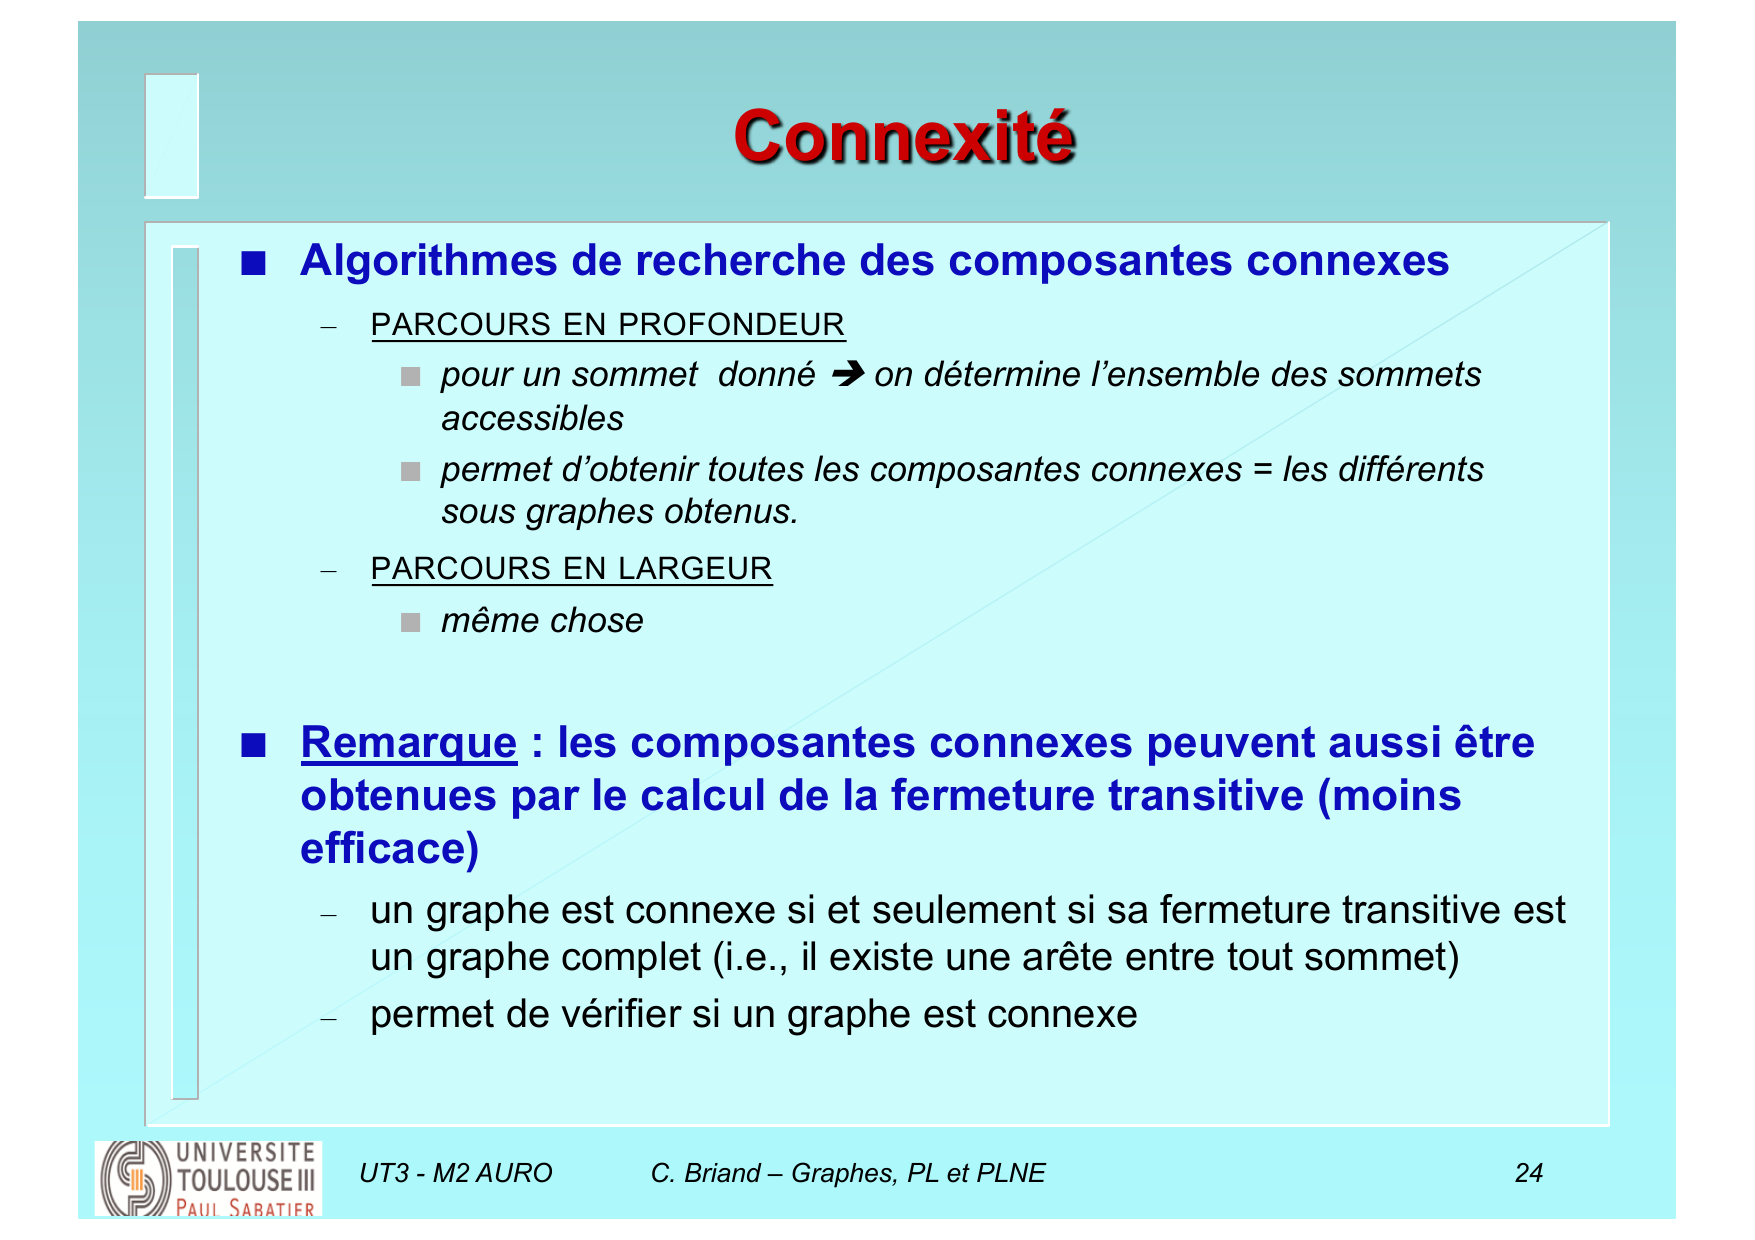 Connexité
■ Algorithmes de recherche des composantes connexes
– PARCOURS EN PROFONDEUR
■ pour un sommet donné ➔ on détermine l’ensemble des sommets
accessibles
■ permet d’obtenir toutes les composantes connexes = les différents
sous graphes obtenus.
– PARCOURS EN LARGEUR
■ même chose
■ Remarque : les composantes connexes peuvent aussi être
obtenues par le calcul de la fermeture transitive (moins
efficace)
– un graphe est connexe si et seulement si sa fermeture transitive est
un graphe complet (i.e., il existe une arête entre tout sommet)
– permet de vérifier si un graphe est connexe
UNIVERSITE
TOULOUSE III
PAUL SABATIER
UT3 - M2 AURO
C. Briand – Graphes, PL et PLNE
24